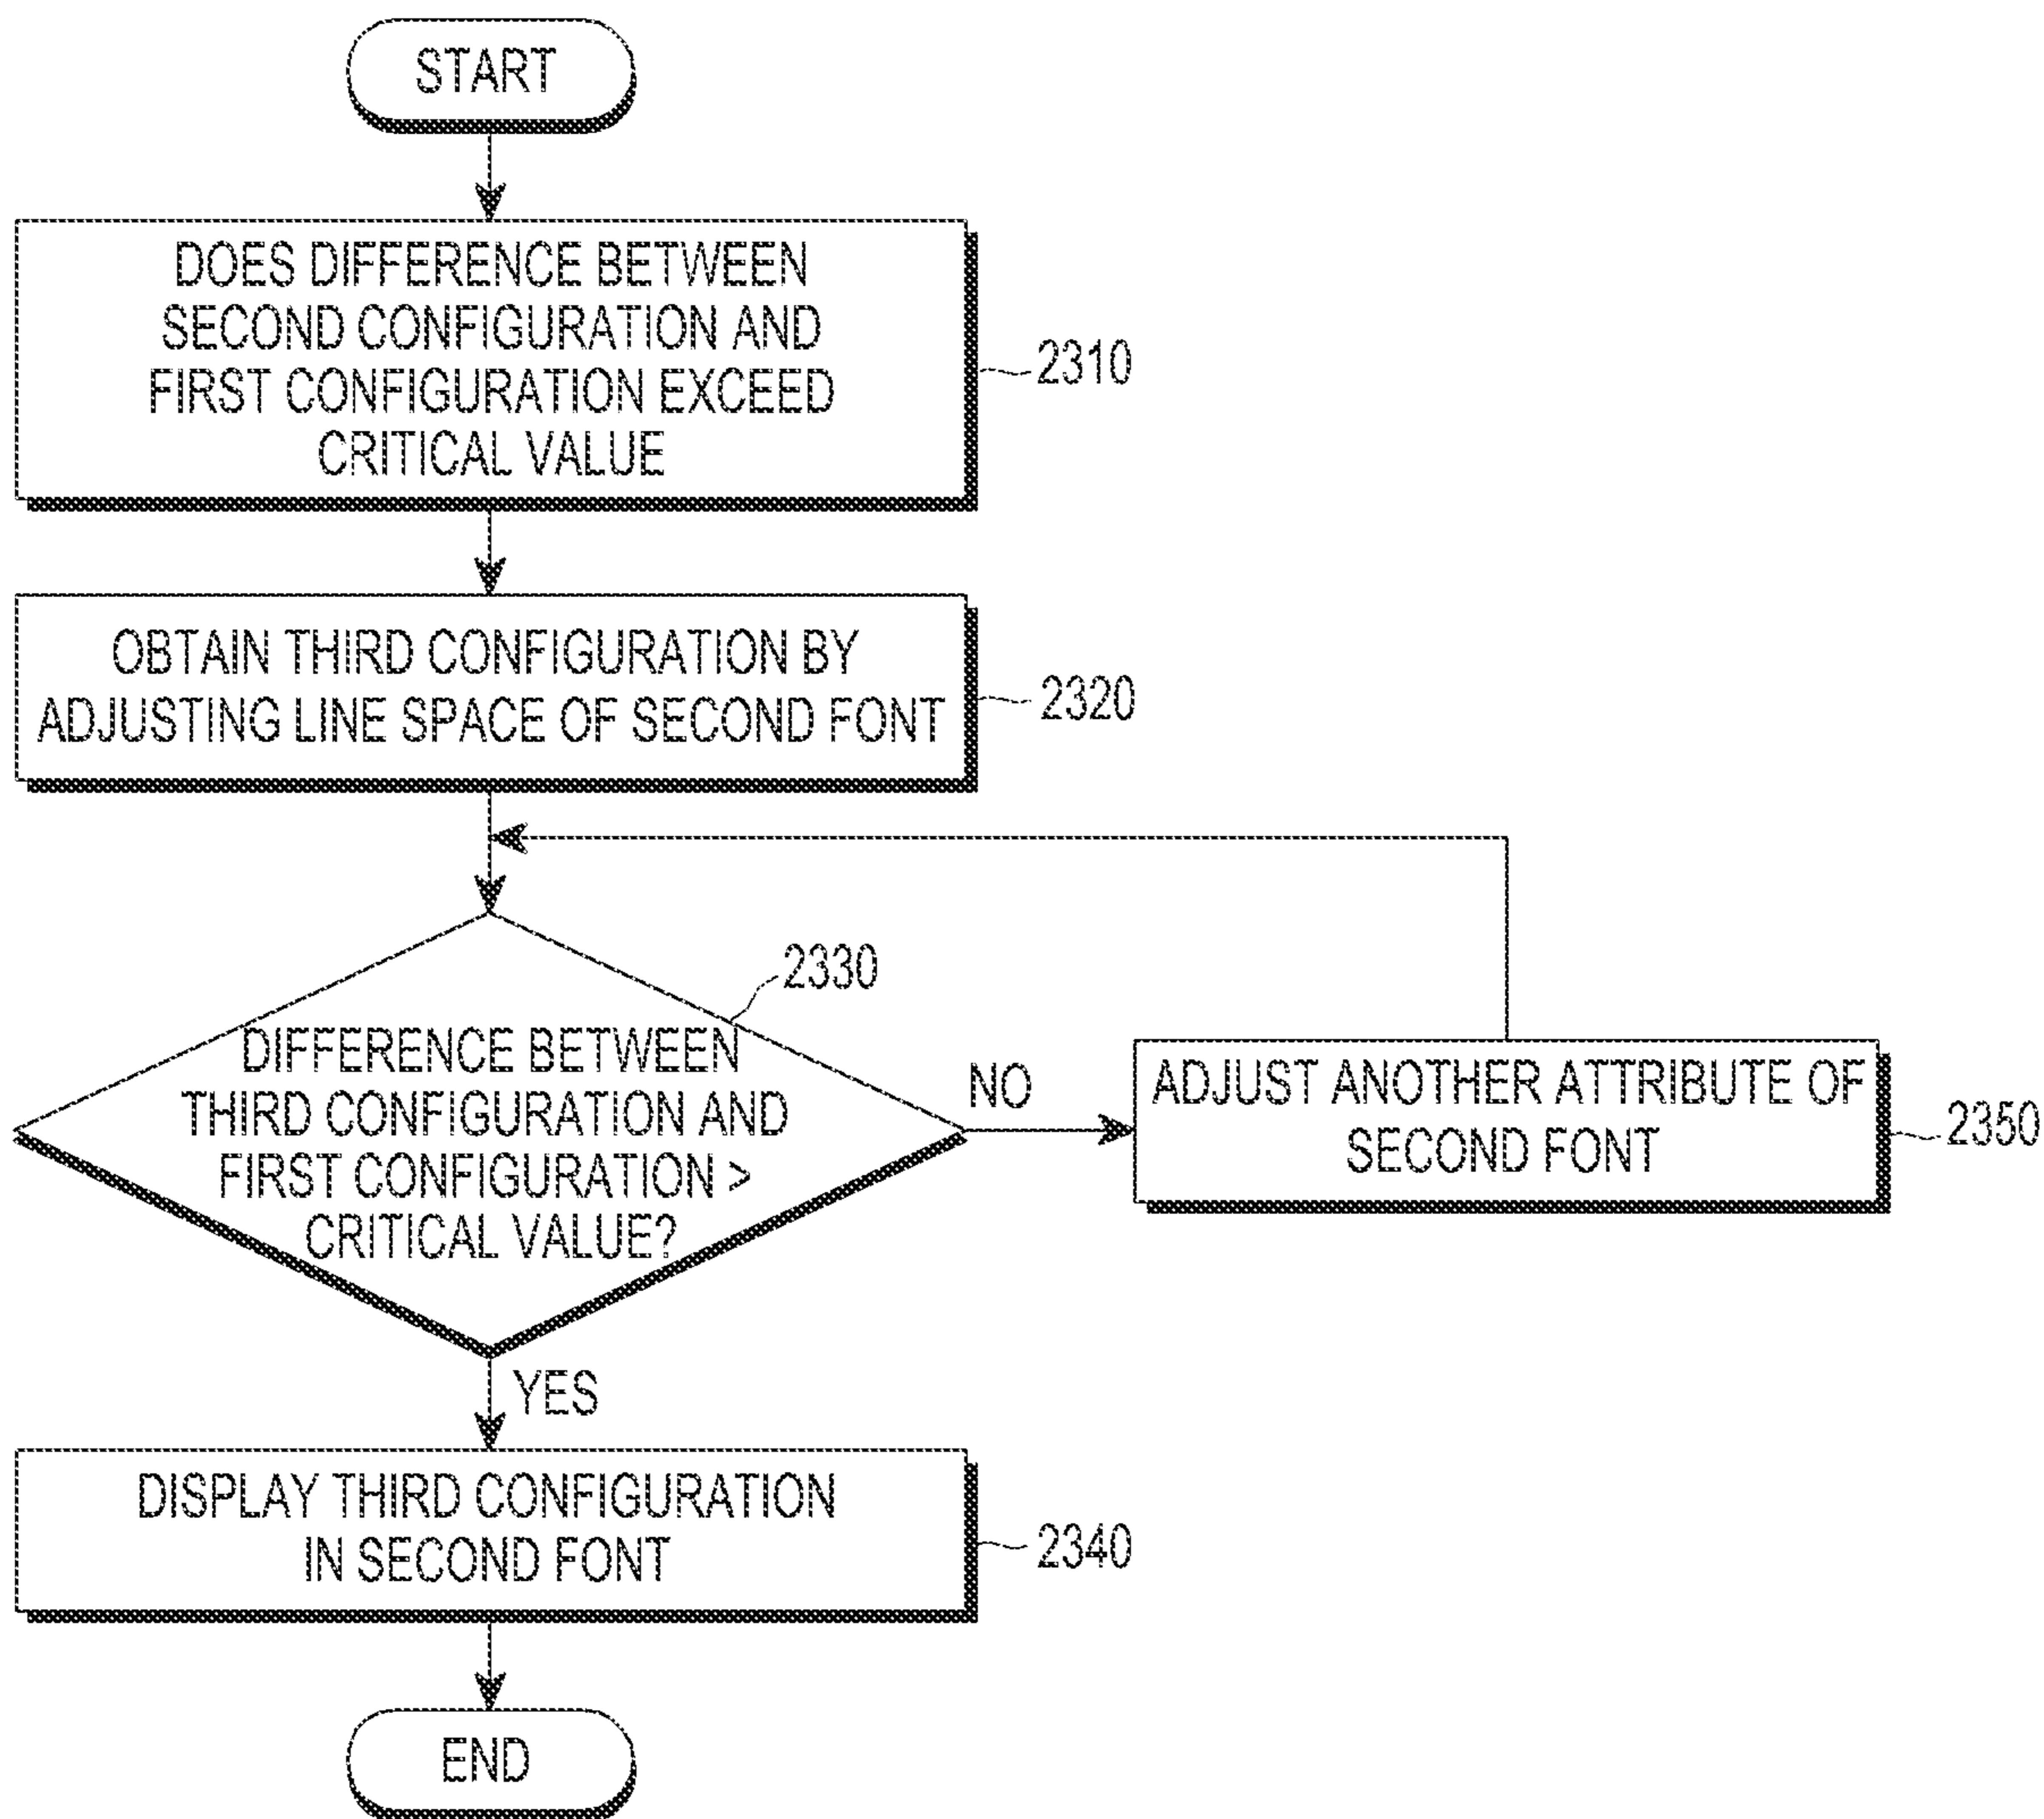 START
DOES DIFFERENCE BETWEEN
SECOND CONFIGURATION AND
FIRST CONFIGURATION EXCEED
CRITICAL VALUE
2310
OBTAIN THIRD CONFIGURATION BY
ADJUSTING LINE SPACE OF SECOND FONT
2320
2330
DIFFERENCE BETWEEN
THIRD CONFIGURATION AND
FIRST CONFIGURATION >
CRITICAL VALUE?
NO
ADJUST ANOTHER ATTRIBUTE OF
SECOND FONT
2350
YES
DISPLAY THIRD CONFIGURATION
IN SECOND FONT
2340
END